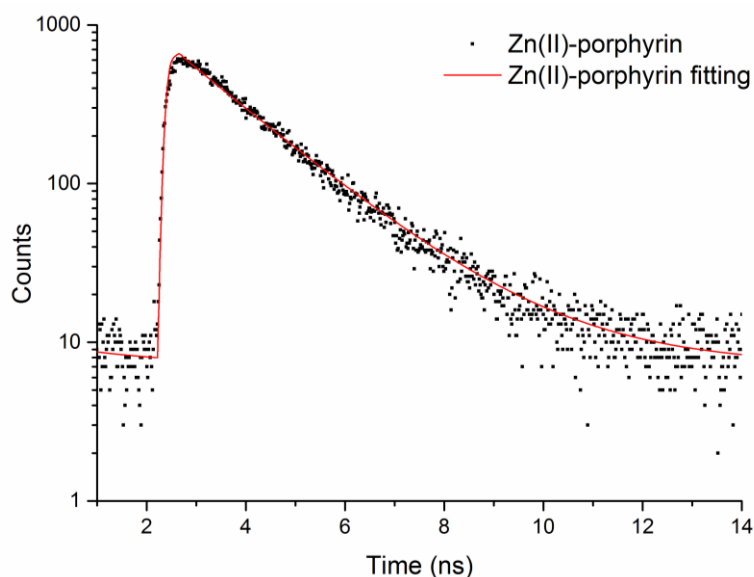 1000
Zn(II)-porphyrin
Zn(II)-porphyrin fitting
100
Counts
10
1
2 4 6 8 10 12 14
Time (ns)